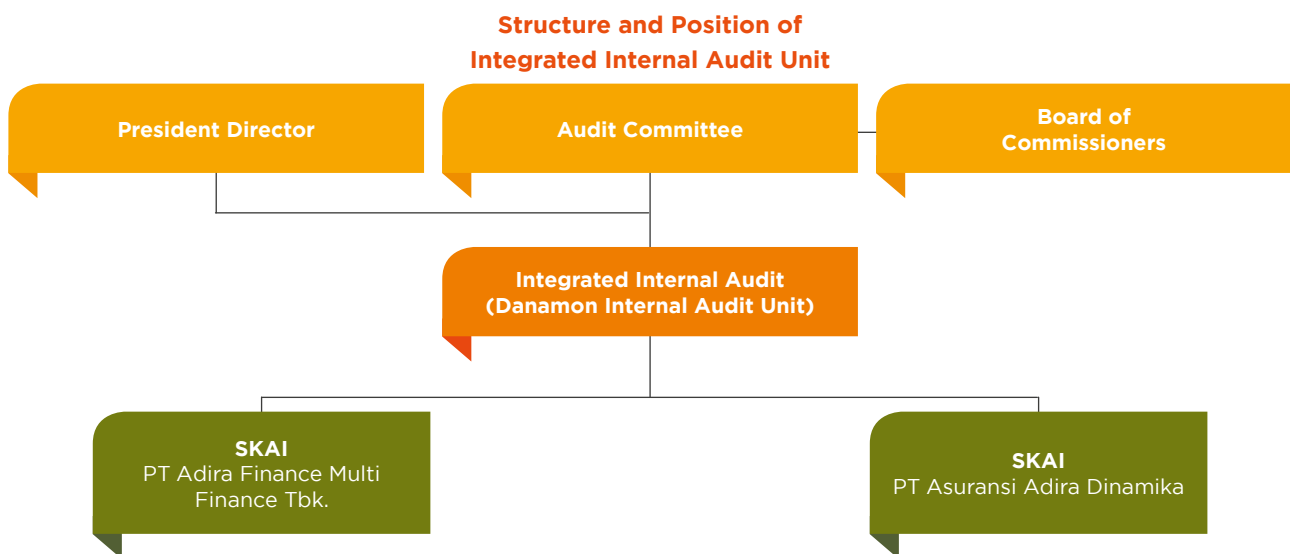 Structure and Position of
Integrated Internal Audit Unit
President Director
Audit Committee
Board of
Commissioners
Integrated Internal Audit
(Danamon Internal Audit Unit)
SKAI
PT Adira Finance Multi
Finance Tbk.
SKAI
PT Asuransi Adira Dinamika